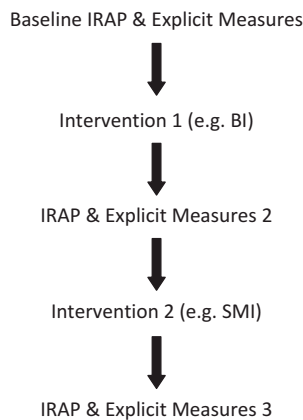 Baseline IRAP & Explicit Measures
Intervention 1 (e.g. BI)
IRAP & Explicit Measures 2
Intervention 2 (e.g. SMI)
IRAP & Explicit Measures 3